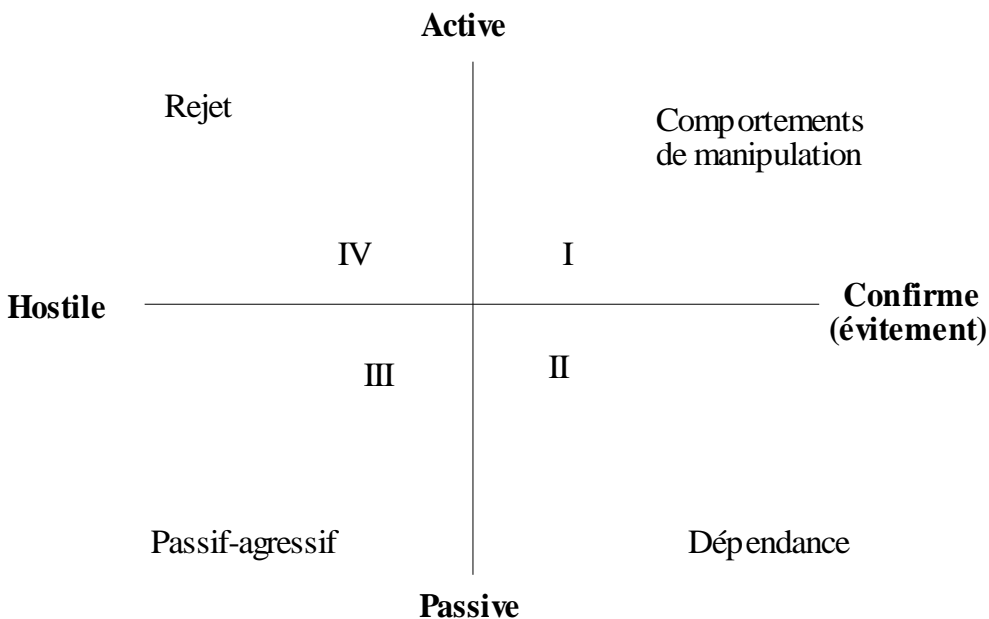 Active
Rejet
Comportements
de manipulation
IV
I
Hostile
Confirme
(évitement)
III
II
Passif-agressif
Dépendance
Passive